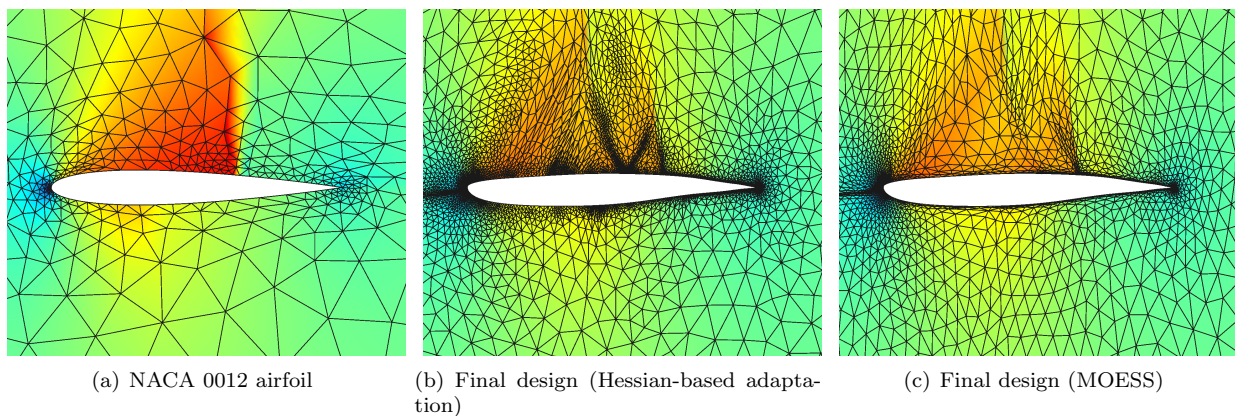 (a) NACA 0012 airfoil
(b) Final design (Hessian-based adapta-
tion)
(c) Final design (MOESS)